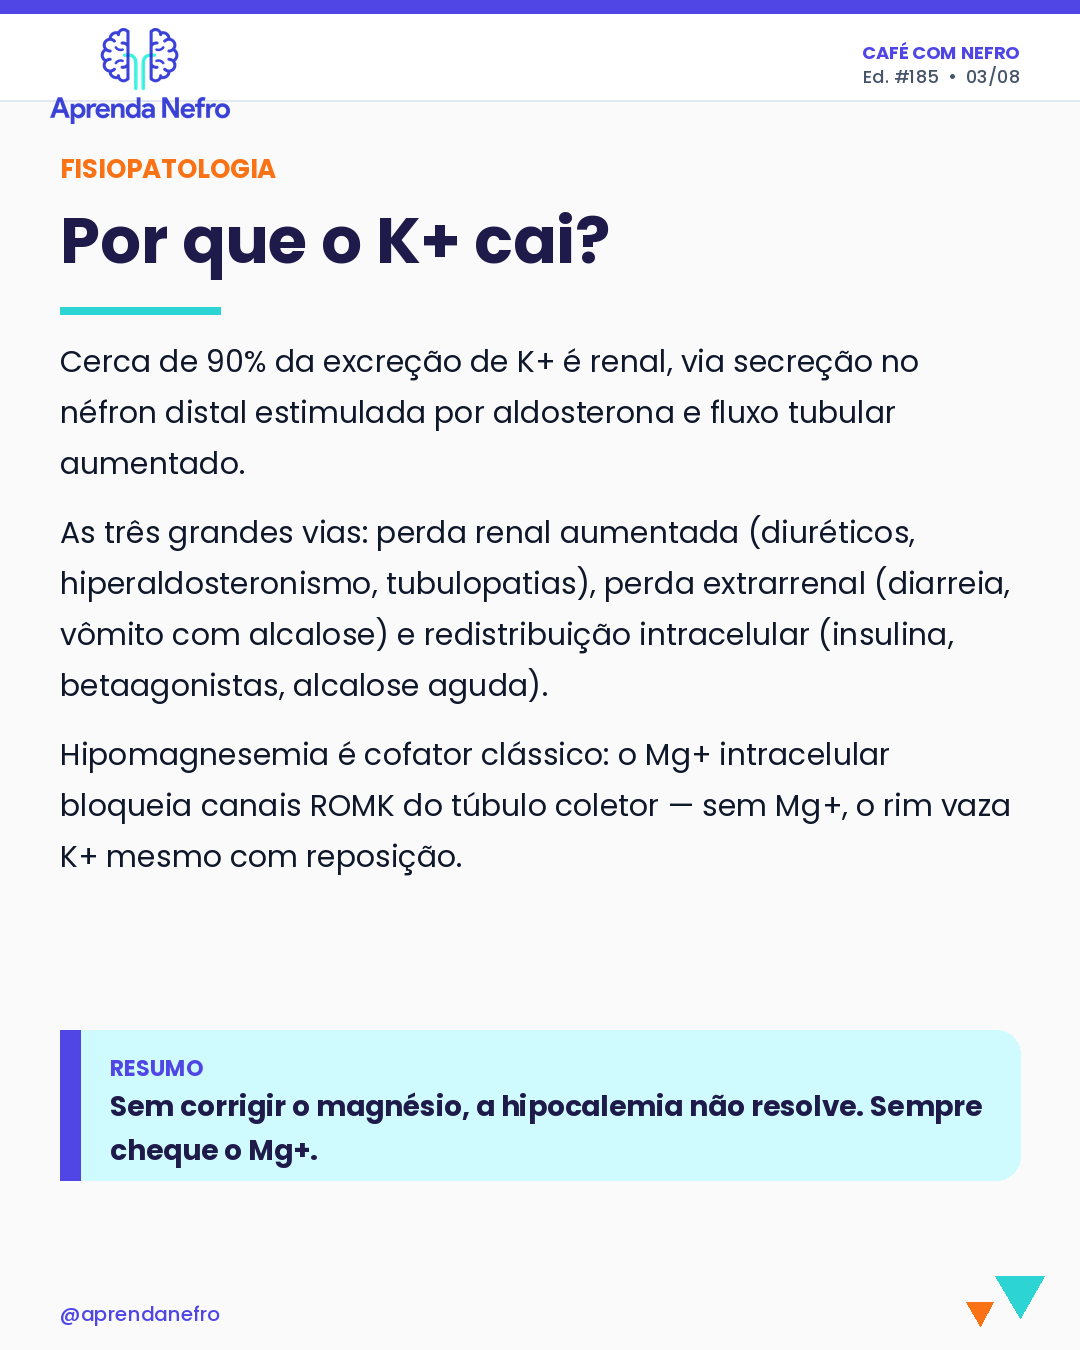 Aprenda Nefro
CAFÉ COM NEFRO
Ed. #185 • 03/08
FISIOPATOLOGIA
Por que o K+ cai?
Cerca de 90% da excreção de K+ é renal, via secreção no
néfron distal estimulada por aldosterona e fluxo tubular
aumentado.
As três grandes vias: perda renal aumentada (diuréticos,
hiperaldosteronismo, tubulopatias), perda extrarrenal (diarreia,
vômito com alcalose) e redistribuição intracelular (insulina,
betaagonistas, alcalose aguda).
Hipomagnesemia é cofator clássico: o Mg+ intracelular
bloqueia canais ROMK do túbulo coletor — sem Mg+, o rim vaza
K+ mesmo com reposição.
RESUMO
Sem corrigir o magnésio, a hipocalemia não resolve. Sempre
cheque o Mg+.
@aprendanefro